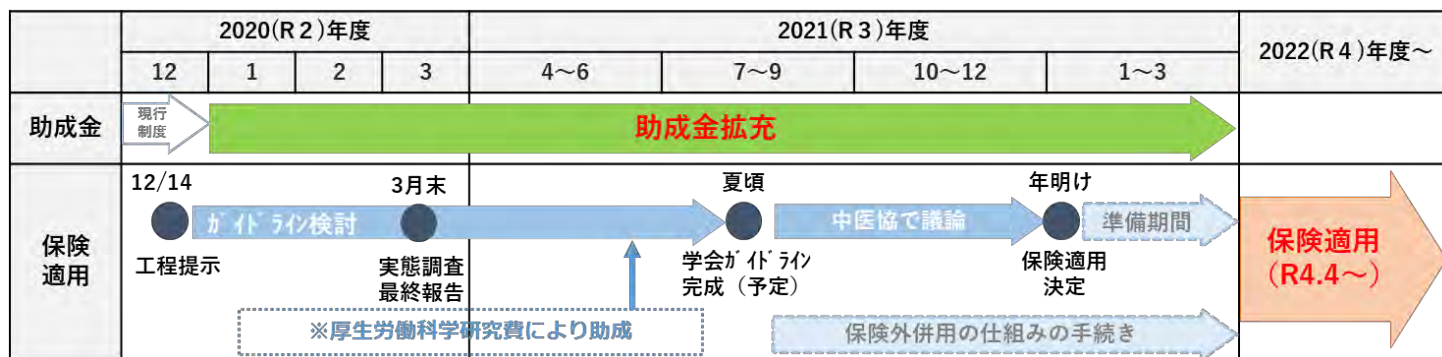 2020(R２)年度
2021(R３)年度
2022(R４)年度～
12
1
2
3
4～6
7～9
10～12
1～3
助成金
現行
制度
助成金拡充
保険
適用
12/14
3月末
夏頃
年明け
ｶﾞｲﾄﾞﾗｲﾝ検討
中医協で議論
準備期間
工程提示
実態調査
最終報告
学会ｶﾞｲﾄﾞﾗｲﾝ
完成（予定）
保険適用
決定
保険適用
（R4.4～）
※厚生労働科学研究費により助成
保険外併用の仕組みの手続き